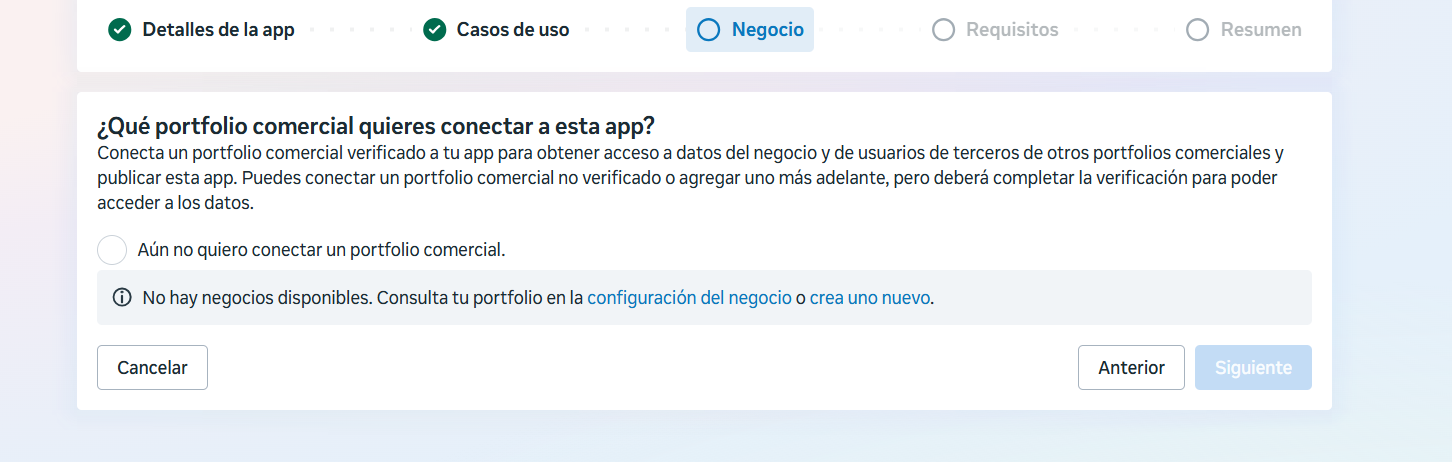 Detalles de la app
Casos de uso
Negocio
Requisitos
Resumen
¿Qué portfolio comercial quieres conectar a esta app?
Conecta un portfolio comercial verificado a tu app para obtener acceso a datos del negocio y de usuarios de terceros de otros portfolios comerciales y
publicar esta app. Puedes conectar un portfolio comercial no verificado o agregar uno más adelante, pero deberá completar la verificación para poder
acceder a los datos.
Aún no quiero conectar un portfolio comercial.
No hay negocios disponibles. Consulta tu portfolio en la configuración del negocio o crea uno nuevo.
Cancelar
Anterior
Siguiente